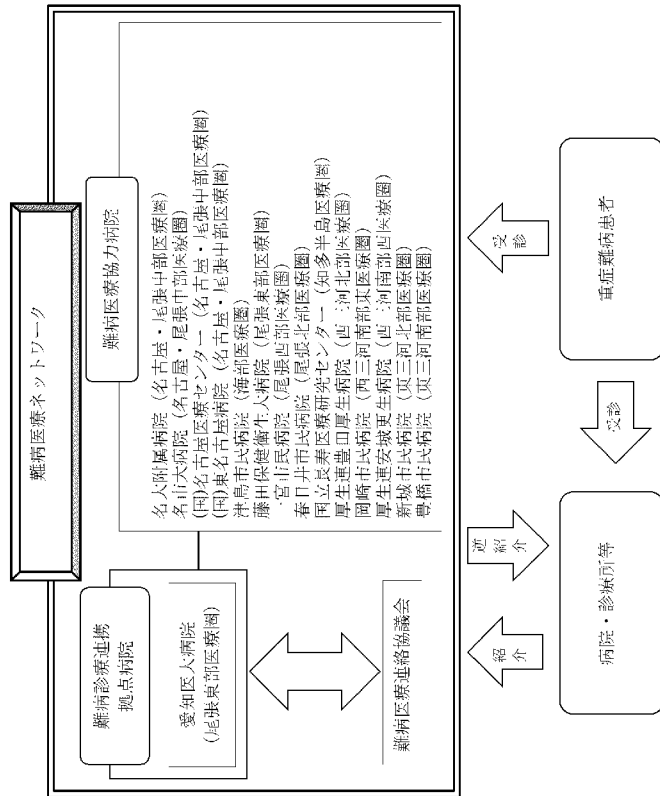 難病医療ネットワーク
難病診療連携
拠点病院
愛知医大病院
（尾張東部医療圏）
難病医療連絡協議会
難病医療協力病院
名大附属病院（名古屋・尾張中部医療圏）
名市大病院（名古屋・尾張中部医療圏）
(国)名古屋医療センター（名古屋・尾張中部医療圏）
(国)東名古屋病院（名古屋・尾張中部医療圏）
津島市民病院（海部医療圏）
藤田保健衛生大病院（尾張東部医療圏）
一宮市民病院（尾張西部医療圏）
春日井市民病院（尾張北部医療圏）
国立長寿医療研究センター（知多半島医療圏）
厚生連豊田厚生病院（西三河北部医療圏）
岡崎市民病院（西三河南部東医療圏）
厚生連安城更生病院（西三河南部西医療圏）
新城市民病院（東三河北部医療圏）
豊橋市民病院（東三河南部医療圏）
紹介
逆紹介
受診
病院・診療所等
受診
重症難病患者